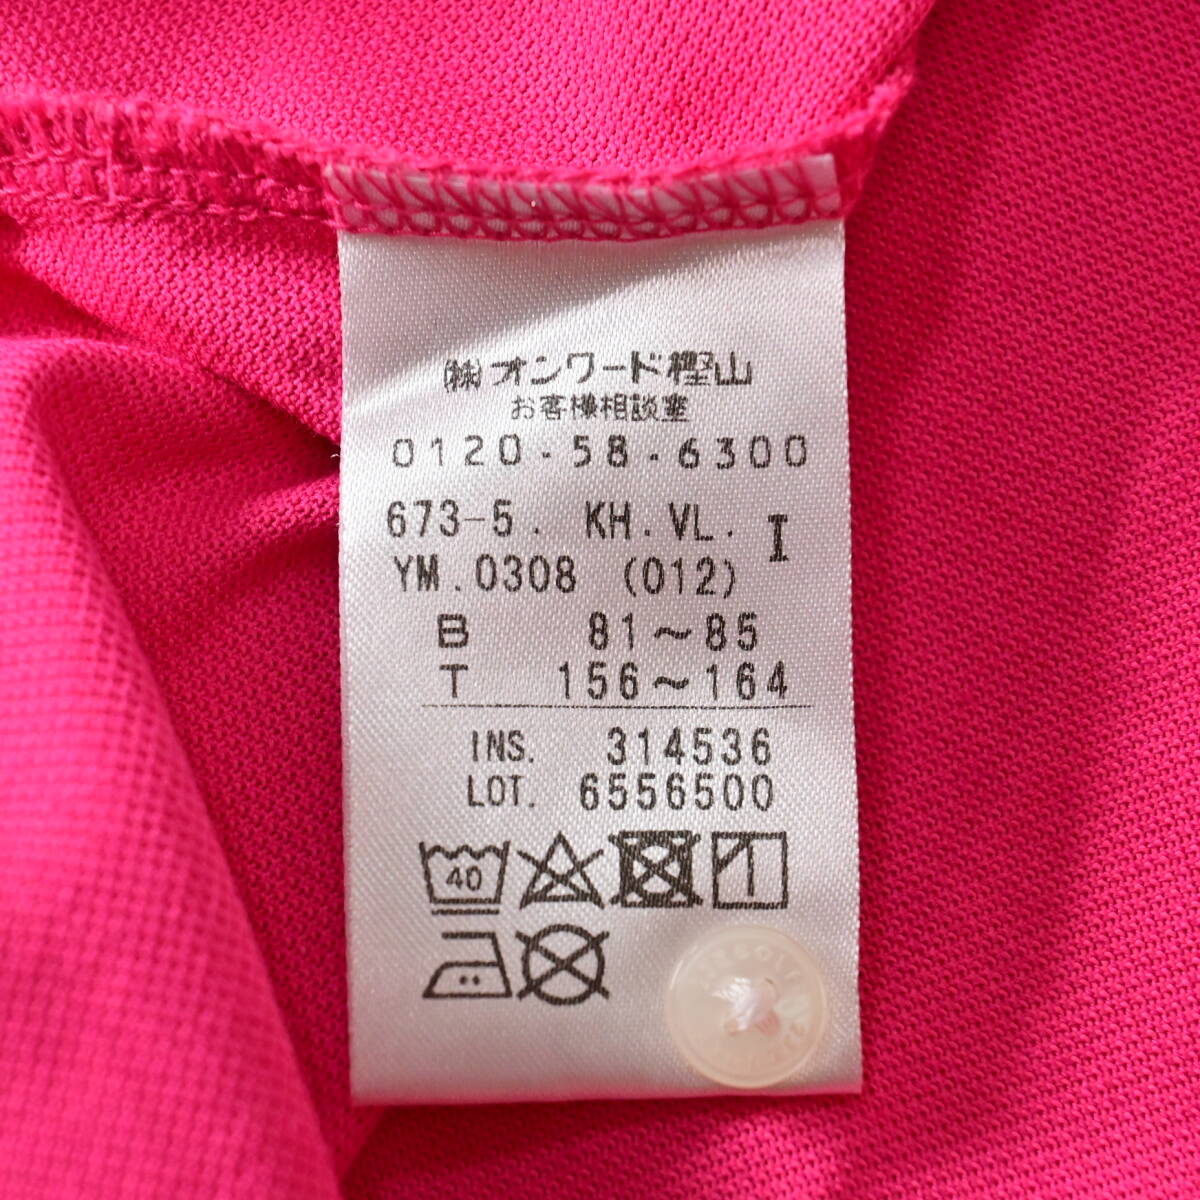 ㈱オンワード樫山
お客様相談室
0120-58-6300
673-5. KH.VL. I
YM.0308 (012)
B 81～85
T 156～164
INS. 314536
LOT. 6556500
40